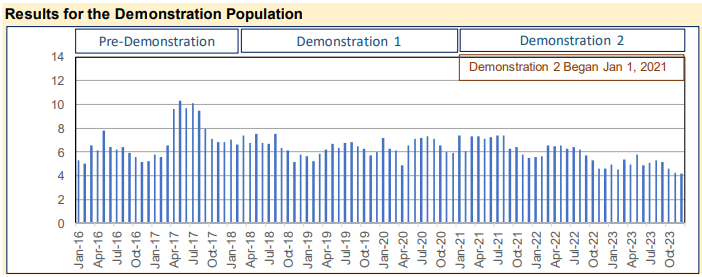 Results for the Demonstration Population
Pre-Demonstration Demonstration 1 Demonstration 2
Demonstration 2 Began Jan 1, 2021
14
12
10
8
6
4
2
0
Jan-16 Apr-16 Jul-16 Oct-16 Jan-17 Apr-17 Jul-17 Oct-17 Jan-18 Apr-18 Jul-18 Oct-18 Jan-19 Apr-19 Jul-19 Oct-19 Jan-20 Apr-20 Jul-20 Oct-20 Jan-21 Apr-21 Jul-21 Oct-21 Jan-22 Apr-22 Jul-22 Oct-22 Jan-23 Apr-23 Jul-23 Oct-23